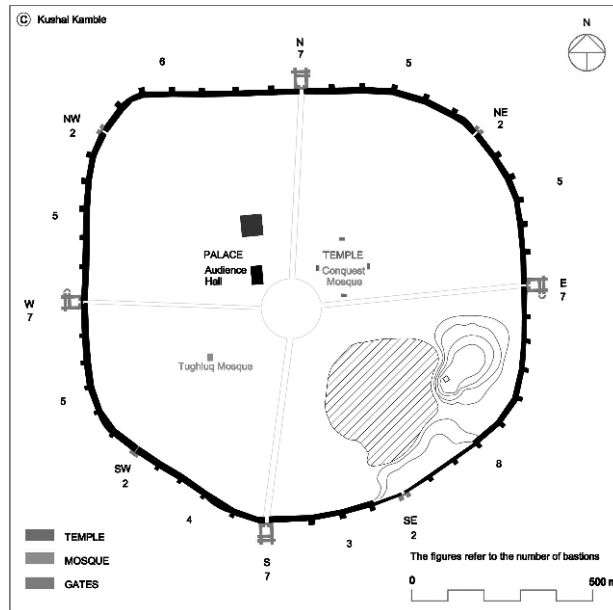 © Kushal Kamble
N
7
N
6
5
NW
2
NE
2
5
5
PALACE
Audience
Hall
TEMPLE
Conquest
Mosque
W
7
E
7
Tughluq Mosque
5
SW
2
8
4
SE
2
3
S
7
TEMPLE
MOSQUE
GATES
The figures refer to the number of bastions
0
500 m